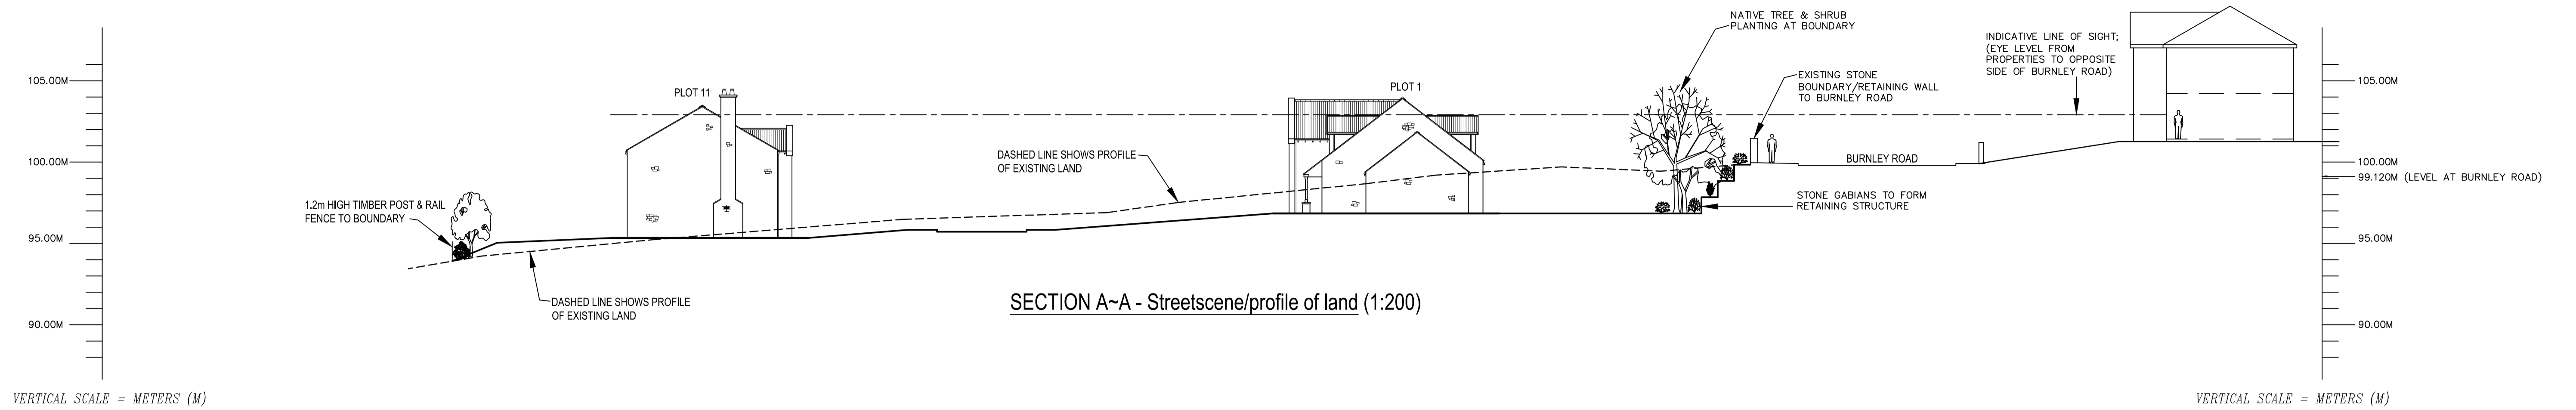 NATIVE TREE & SHRUB
PLANTING AT BOUNDARY
INDICATIVE LINE OF SIGHT;
(EYE LEVEL FROM
PROPERTIES TO OPPOSITE
SIDE OF BURNLEY ROAD)
105.00M
PLOT 11
PLOT 1
EXISTING STONE
BOUNDARY/RETAINING WALL
TO BURNLEY ROAD
105.00M
100.00M
DASHED LINE SHOWS PROFILE
OF EXISTING LAND
BURNLEY ROAD
100.00M
99.120M (LEVEL AT BURNLEY ROAD)
1.2m HIGH TIMBER POST & RAIL
FENCE TO BOUNDARY
STONE GABIANS TO FORM
RETAINING STRUCTURE
95.00M
95.00M
DASHED LINE SHOWS PROFILE
OF EXISTING LAND
SECTION A~A - Streetscene/profile of land (1:200)
90.00M
90.00M
VERTICAL SCALE = METERS (M)
VERTICAL SCALE = METERS (M)